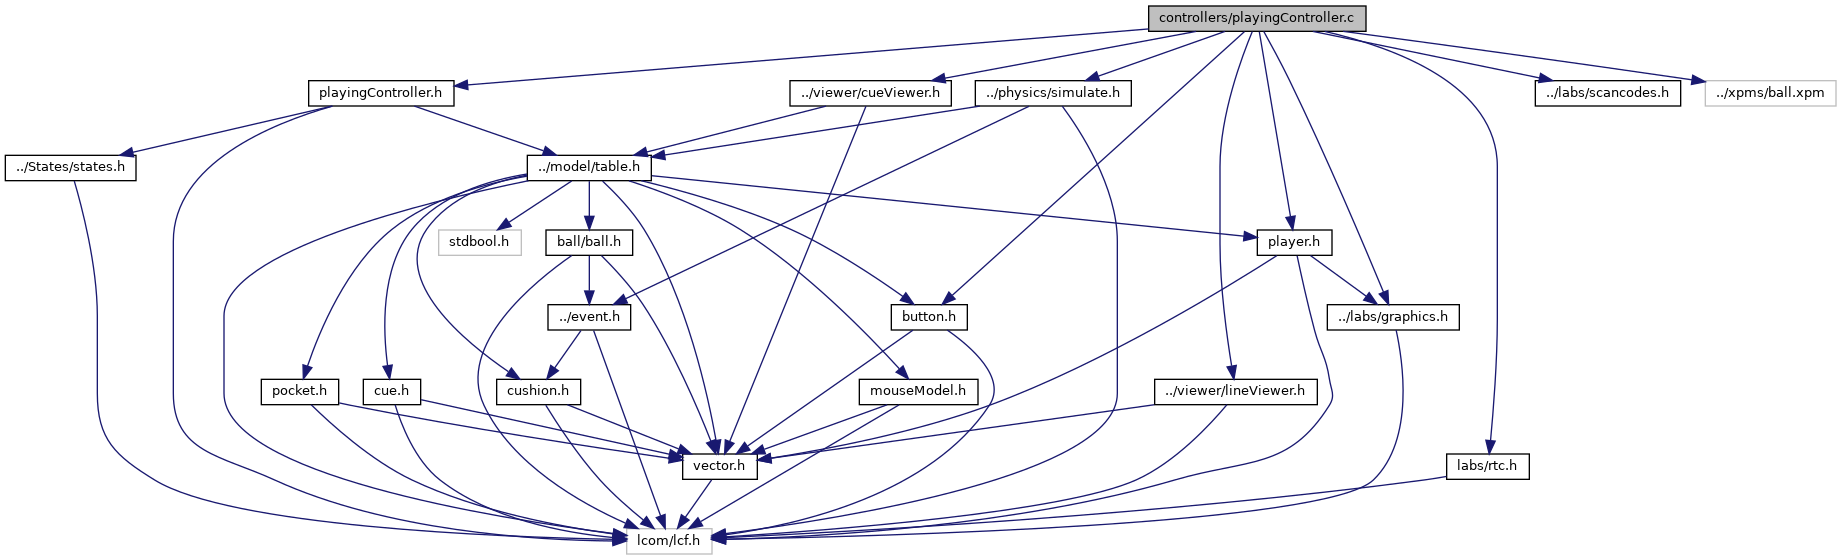 controllers/playingController.c
playingController.h
../viewer/cueViewer.h
../physics/simulate.h
../labs/scancodes.h
../xpms/ball.xpm
../States/states.h
../model/table.h
stdbool.h
ball/ball.h
player.h
../event.h
button.h
../labs/graphics.h
pocket.h
cue.h
cushion.h
mouseModel.h
../viewer/lineViewer.h
vector.h
labs/rtc.h
lcom/lcf.h